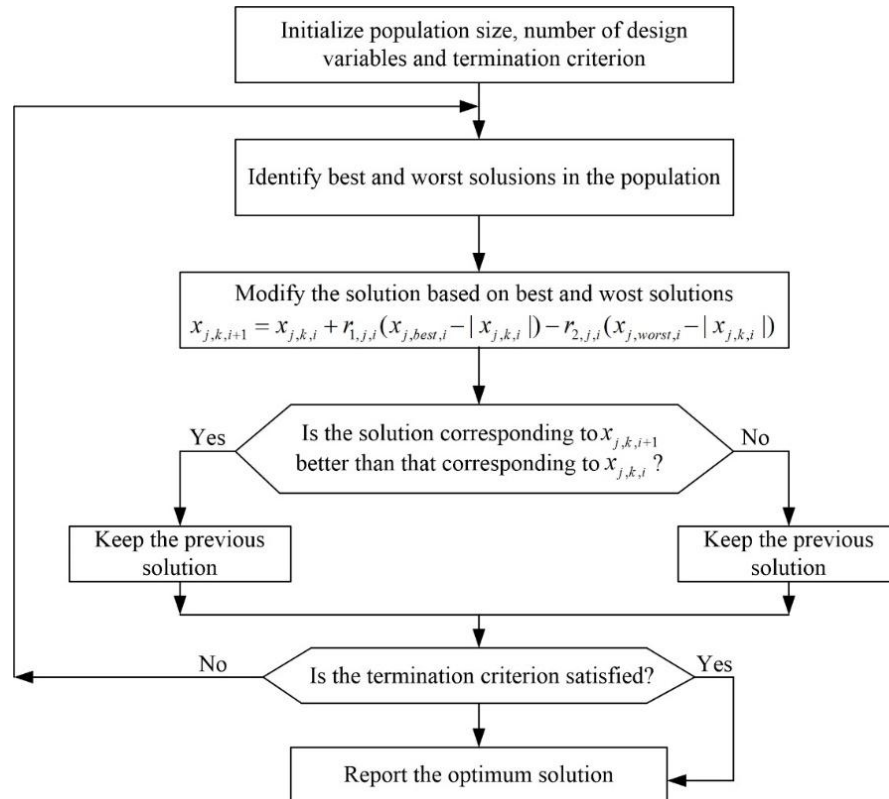 Initialize population size, number of design
variables and termination criterion
Identify best and worst solusions in the population
Modify the solution based on best and wost solutions
x_{j,k,i+1} = x_{j,k,i} + r_{1,j,i}(x_{j,best,i} - | x_{j,k,i} |) - r_{2,j,i}(x_{j,worst,i} - | x_{j,k,i} |)
Yes
Is the solution corresponding to x_{j,k,i+1}
better than that corresponding to x_{j,k,i} ?
No
Keep the previous
solution
Keep the previous
solution
No
Is the termination criterion satisfied?
Yes
Report the optimum solution